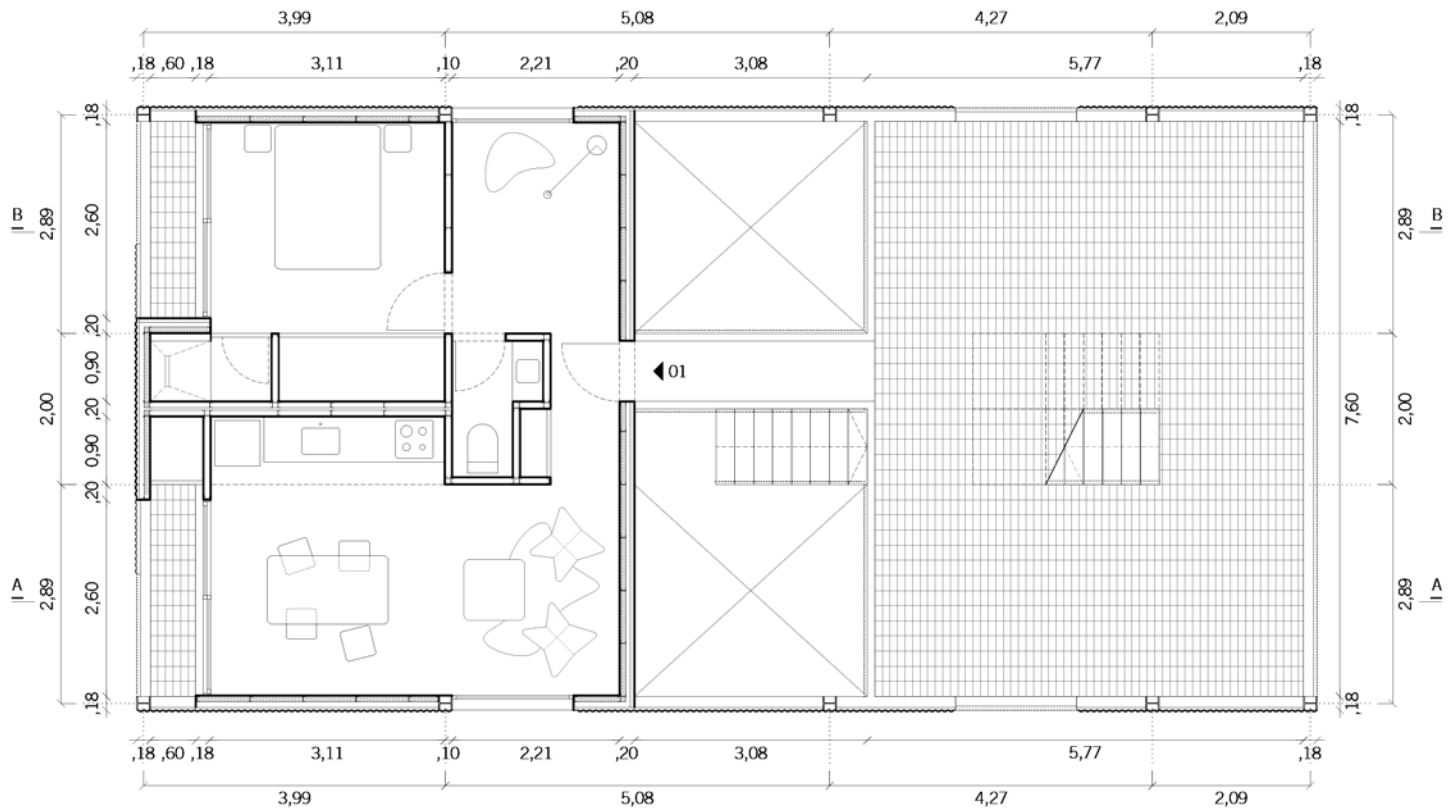 3,99 5,08 4,27 2,09
,18 ,60 ,18 3,11 ,10 2,21 ,20 3,08 5,77 ,18
,18 ,18
B 2,89 2,60 2,89 B
,20
0,90 01
2,00 ,20 7,60 2,00
0,90
,20
A 2,89 2,60 2,89 A
,18 ,18
,18 ,60 ,18 3,11 ,10 2,21 ,20 3,08 5,77 ,18
3,99 5,08 4,27 2,09